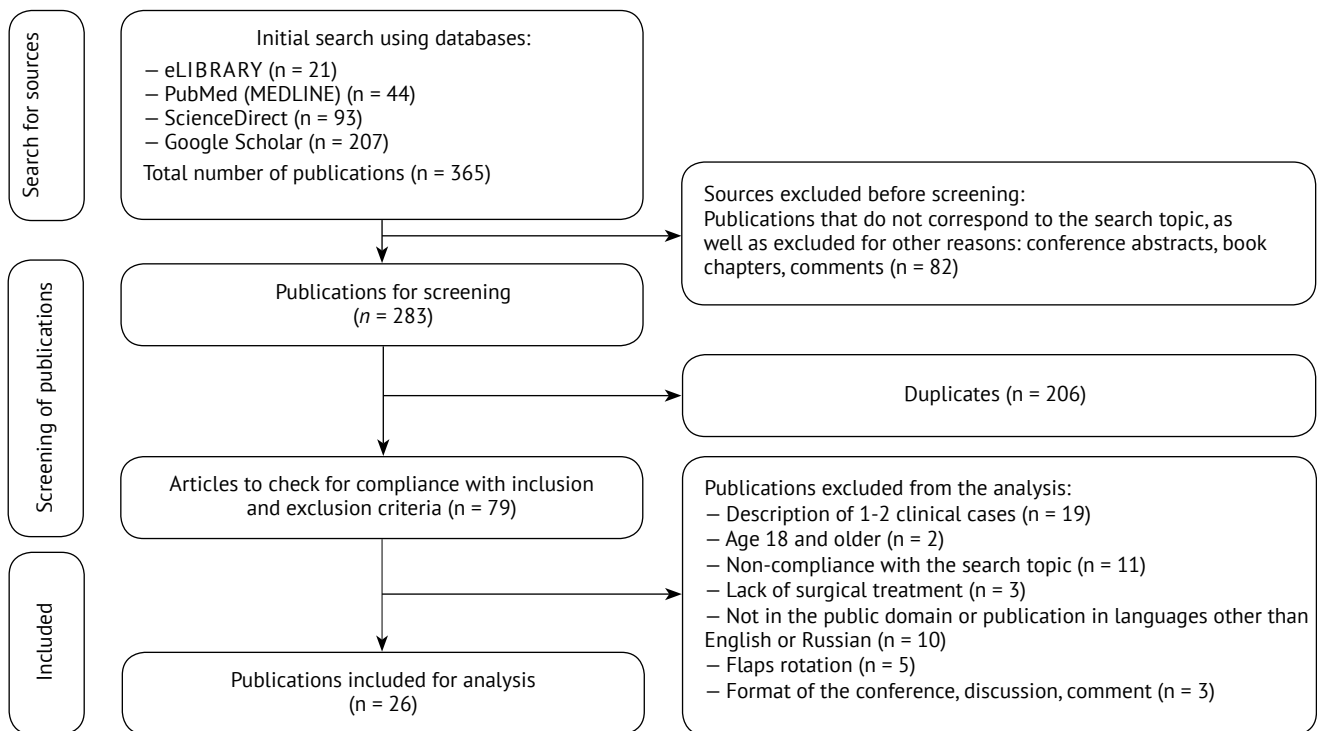 Search for sources
Initial search using databases:
— eLIBRARY (n = 21)
— PubMed (MEDLINE) (n = 44)
— ScienceDirect (n = 93)
— Google Scholar (n = 207)
Total number of publications (n = 365)
Sources excluded before screening:
Publications that do not correspond to the search topic, as
well as excluded for other reasons: conference abstracts, book
chapters, comments (n = 82)
Screening of publications
Publications for screening
(n = 283)
Duplicates (n = 206)
Articles to check for compliance with inclusion
and exclusion criteria (n = 79)
Publications excluded from the analysis:
— Description of 1-2 clinical cases (n = 19)
— Age 18 and older (n = 2)
— Non-compliance with the search topic (n = 11)
— Lack of surgical treatment (n = 3)
— Not in the public domain or publication in languages other than
English or Russian (n = 10)
— Flaps rotation (n = 5)
— Format of the conference, discussion, comment (n = 3)
Included
Publications included for analysis
(n = 26)